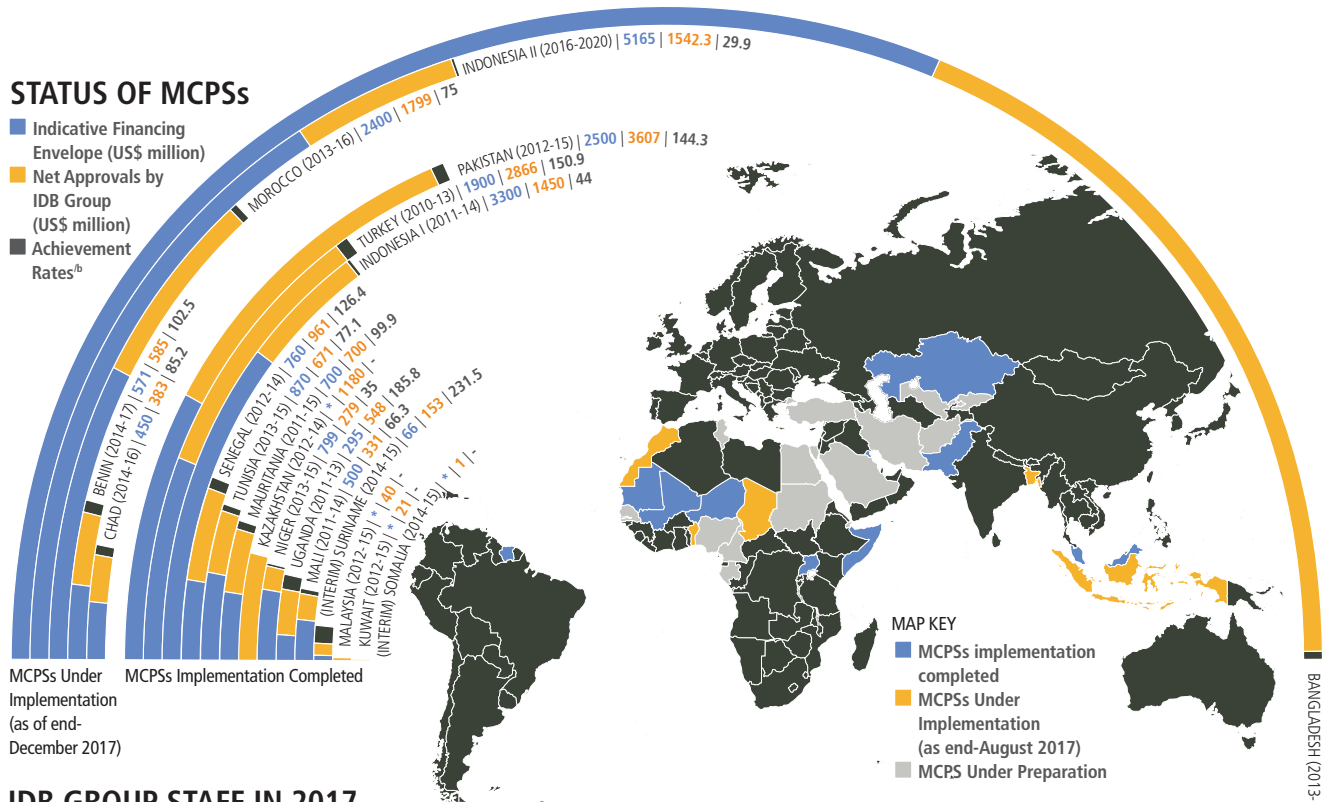 STATUS OF MCPSs
Indicative Financing
Envelope (US$ million)
Net Approvals by
IDB Group
(US$ million)
Achievement
Rates/b
INDONESIA II (2016-2020) | 5165 | 1542.3 | 29.9
MOROCCO (2013-16) | 2400 | 1799 | 75
BENIN (2014-17) | 571 | 585 | 102.5
CHAD (2014-16) | 450 | 383 | 85.2
PAKISTAN (2012-15) | 2500 | 3607 | 144.3
TURKEY (2010-13) | 1900 | 2866 | 150.9
INDONESIA I (2011-14) | 3300 | 1450 | 44
SENEGAL (2012-14) | 760 | 961 | 126.4
TUNISIA (2013-15) | 870 | 671 | 77.1
MAURITANIA (2011-15) | 700 | 700 | 99.9
KAZAKHSTAN (2012-14) | * | 1180 | -
NIGER (2013-15) | 799 | 279 | 35
UGANDA (2011-13) | 295 | 548 | 185.8
MALI (2011-14) | 500 | 331 | 66.3
(INTERIM) SURINAME (2014-15) | 66 | 153 | 231.5
MALAYSIA (2012-15) | * | 40 | -
KUWAIT (2012-15) | * | 21 | -
(INTERIM) SOMALIA (2014-15) | * | 1 | -
BANGLADESH (2013-
MCPSs Under
Implementation
(as of end-
December 2017)
MCPSs Implementation Completed
MAP KEY
MCPSs implementation
completed
MCPSs Under
Implementation
(as end-August 2017)
MCPS Under Preparation
IDB GROUP STAFF IN 2017